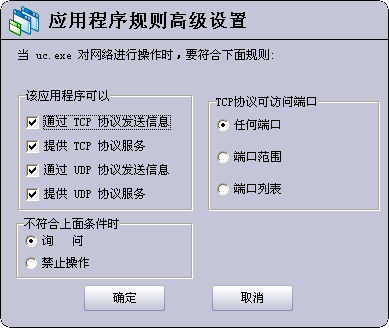 应用程序规则高级设置
当 uc.exe 对网络进行操作时,要符合下面规则:
该应用程序可以
通过 TCP 协议发送信息
提供 TCP 协议服务
通过 UDP 协议发送信息
提供 UDP 协议服务
TCP协议可访问端口
任何端口
端口范围
端口列表
不符合上面条件时
询 问
禁止操作
确定
取消